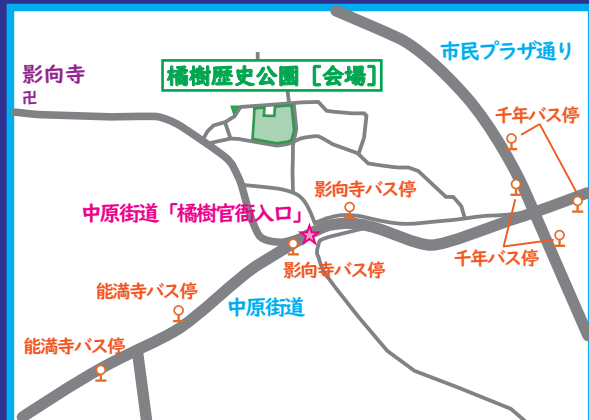 市民プラザ通り
影向寺
卍
橘樹歴史公園［会場］
千年バス停
影向寺バス停
中原街道「橘樹官衙入口」
千年バス停
影向寺バス停
能満寺バス停
中原街道
能満寺バス停